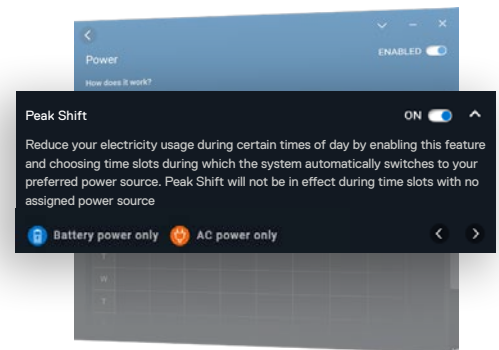 Power
ENABLED
How does it work?
Peak Shift
ON
Reduce your electricity usage during certain times of day by enabling this feature
and choosing time slots during which the system automatically switches to your
preferred power source. Peak Shift will not be in effect during time slots with no
assigned power source
Battery power only AC power only
T
W
T